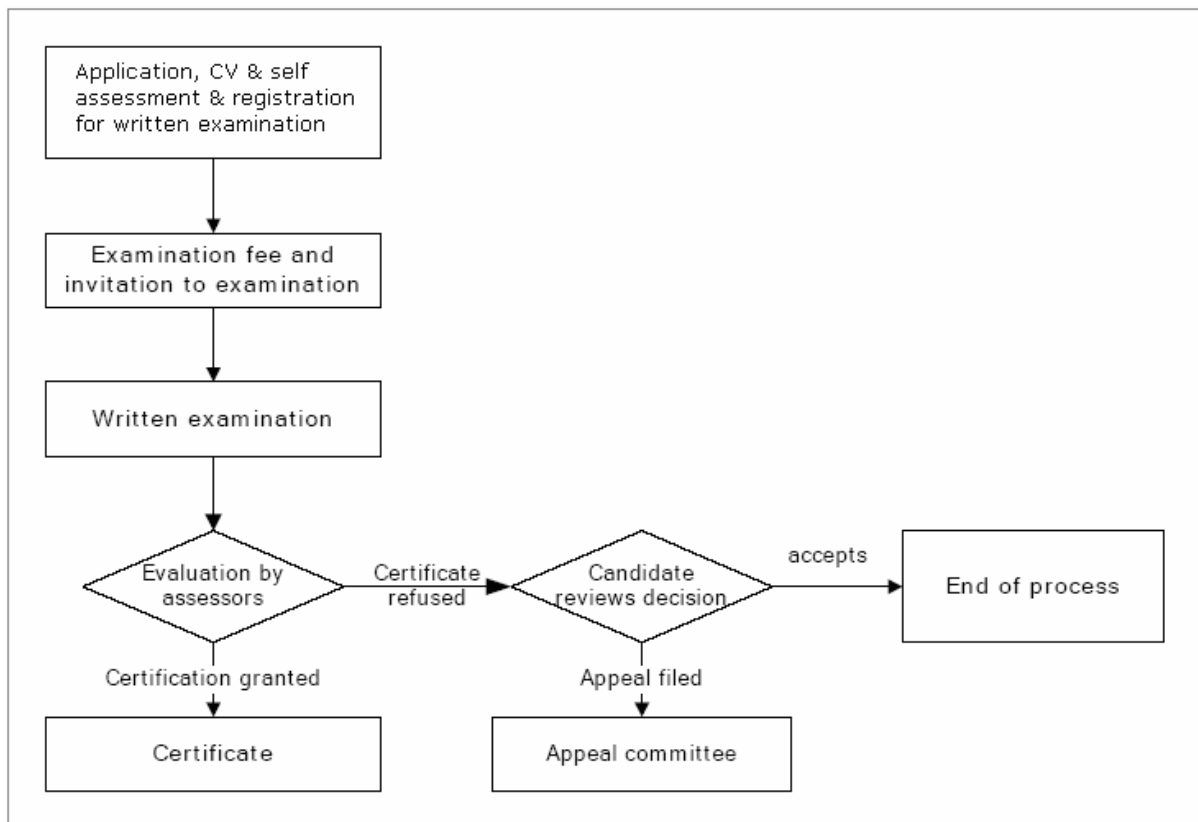 Application, CV & self
assessment & registration
for written examination
Examination fee and
invitation to examination
Written examination
Evaluation by
assessors
Certificate
refused
Candidate
reviews decision
accepts
End of process
Certification granted
Appeal filed
Certificate
Appeal committee